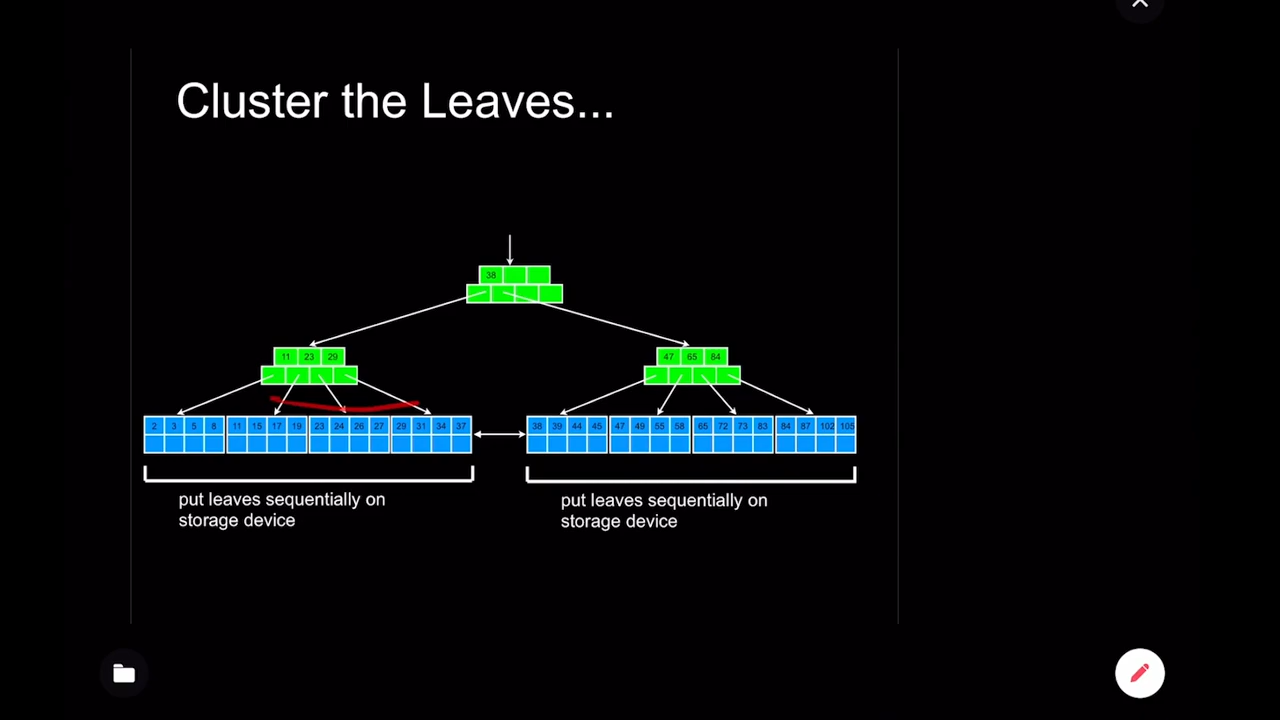 Cluster the Leaves...
38
11 23 29
47 65 84
2 3 5 8 11 15 17 19 23 24 26 27 29 31 34 37
38 39 44 45 47 49 55 58 65 72 73 83 84 87 102 105
put leaves sequentially on
storage device
put leaves sequentially on
storage device